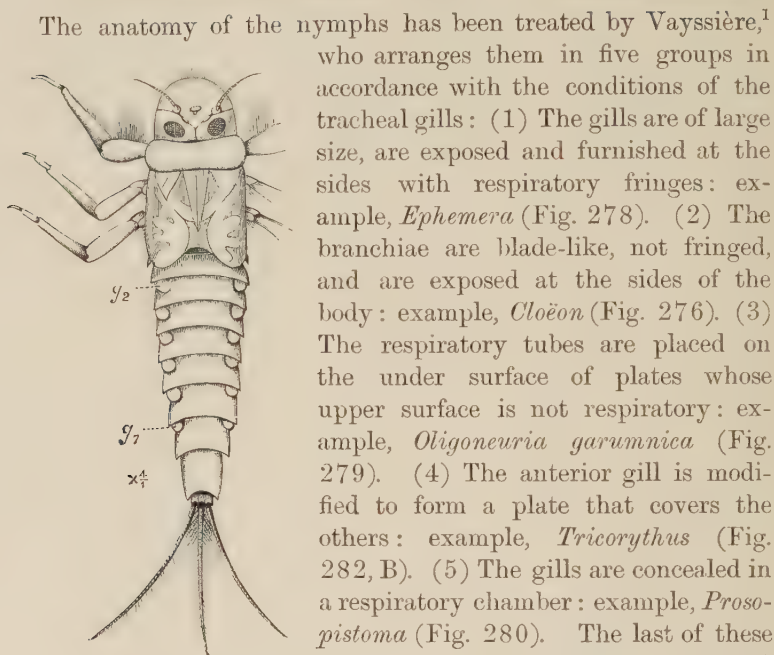 The anatomy of the nymphs has been treated by Vayssière,¹
who arranges them in five groups in
accordance with the conditions of the
tracheal gills: (1) The gills are of large
size, are exposed and furnished at the
sides with respiratory fringes: ex-
ample, Ephemera (Fig. 278). (2) The
branchiae are blade-like, not fringed,
and are exposed at the sides of the
body: example, Cloëon (Fig. 276). (3)
The respiratory tubes are placed on
the under surface of plates whose
upper surface is not respiratory: ex-
ample, Oligoneuria garumnica (Fig.
279). (4) The anterior gill is modi-
fied to form a plate that covers the
others: example, Tricorythus (Fig.
282, B). (5) The gills are concealed in
a respiratory chamber: example, Proso-
pistoma (Fig. 280). The last of these
g2
g7
× 4/1